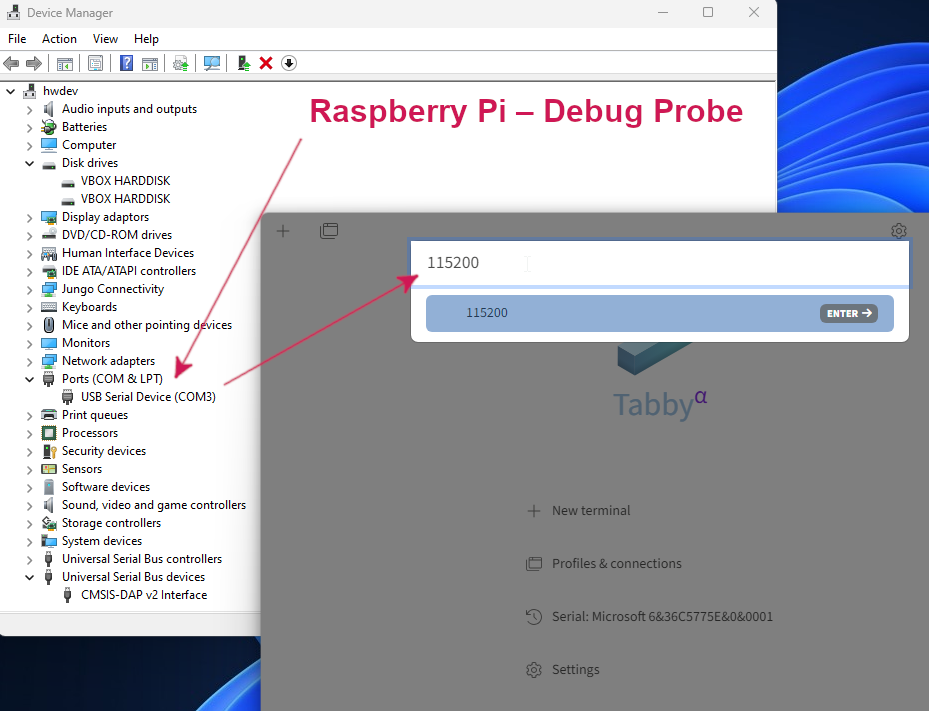 Device Manager
File Action View Help
hwdev
Audio inputs and outputs
Batteries
Computer
Disk drives
VBOX HARDDISK
VBOX HARDDISK
Display adaptors
DVD/CD-ROM drives
Human Interface Devices
IDE ATA/ATAPI controllers
Jungo Connectivity
Keyboards
Mice and other pointing devices
Monitors
Network adapters
Ports (COM & LPT)
USB Serial Device (COM3)
Print queues
Processors
Security devices
Sensors
Software devices
Sound, video and game controllers
Storage controllers
System devices
Universal Serial Bus controllers
Universal Serial Bus devices
CMSIS-DAP v2 Interface
Raspberry Pi – Debug Probe
115200
115200 ENTER →
Tabby α
New terminal
Profiles & connections
Serial: Microsoft 6&36C5775E&0&0001
Settings